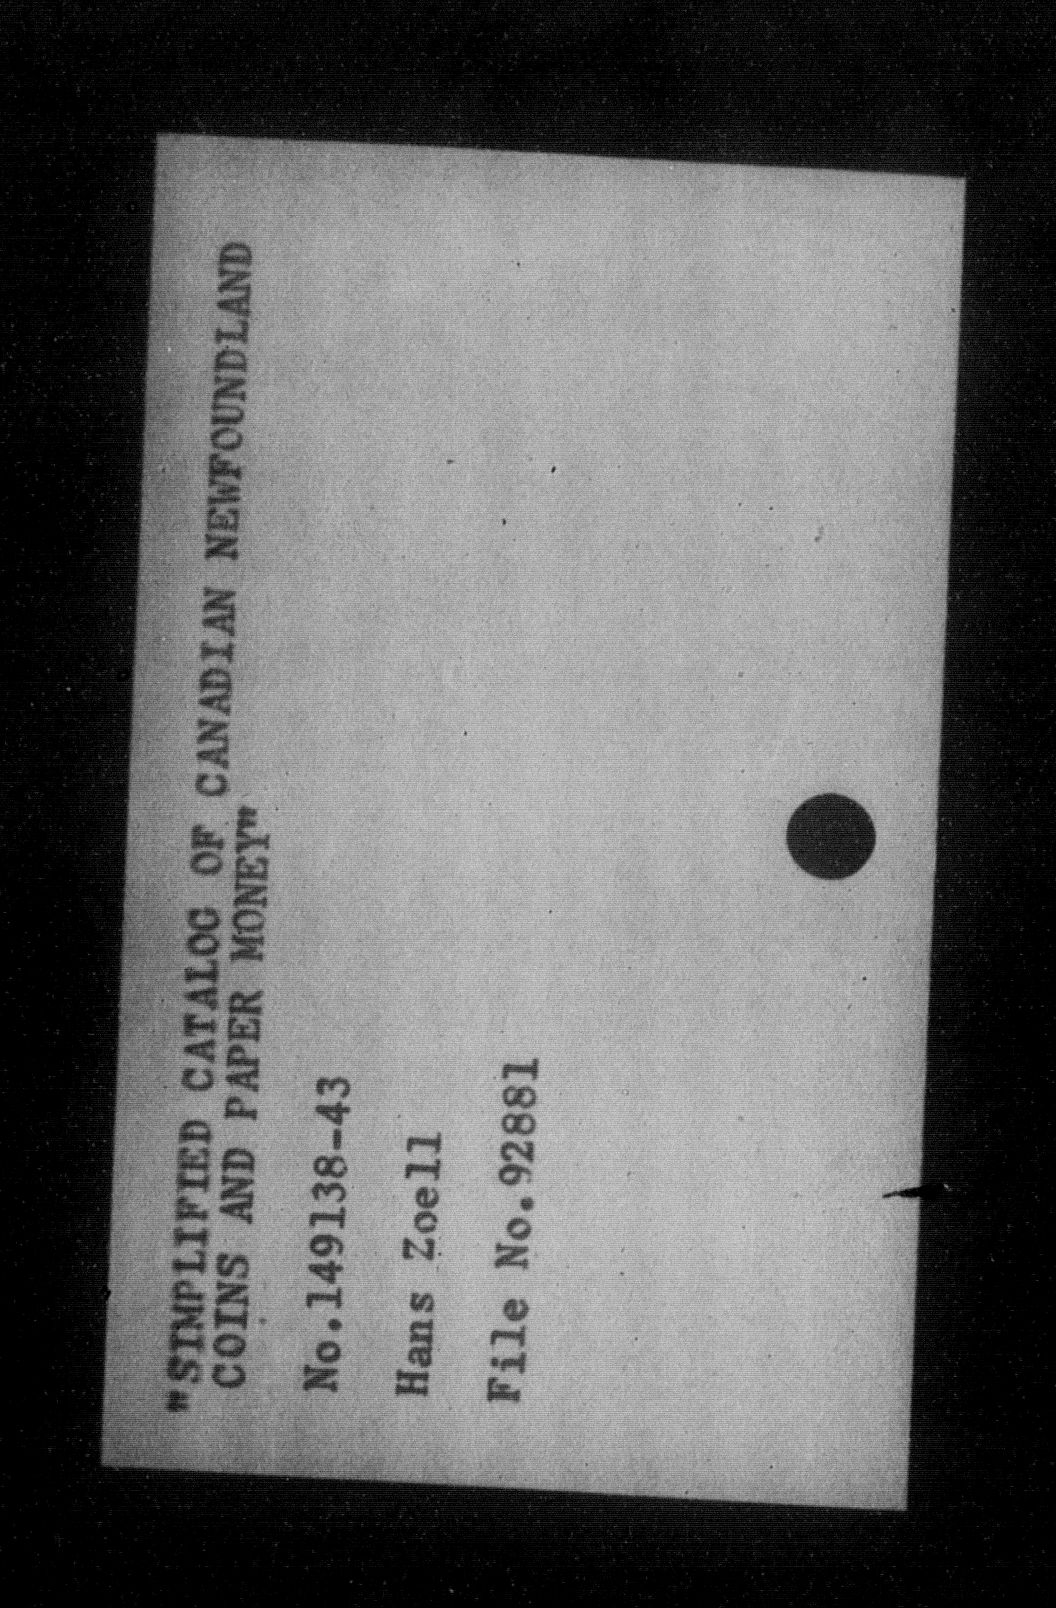 "SIMPLIFIED CATALOG OF CANADIAN NEWFOUNDLAND
COINS AND PAPER MONEY"
No.149138-43
Hans Zoell
File No.92881